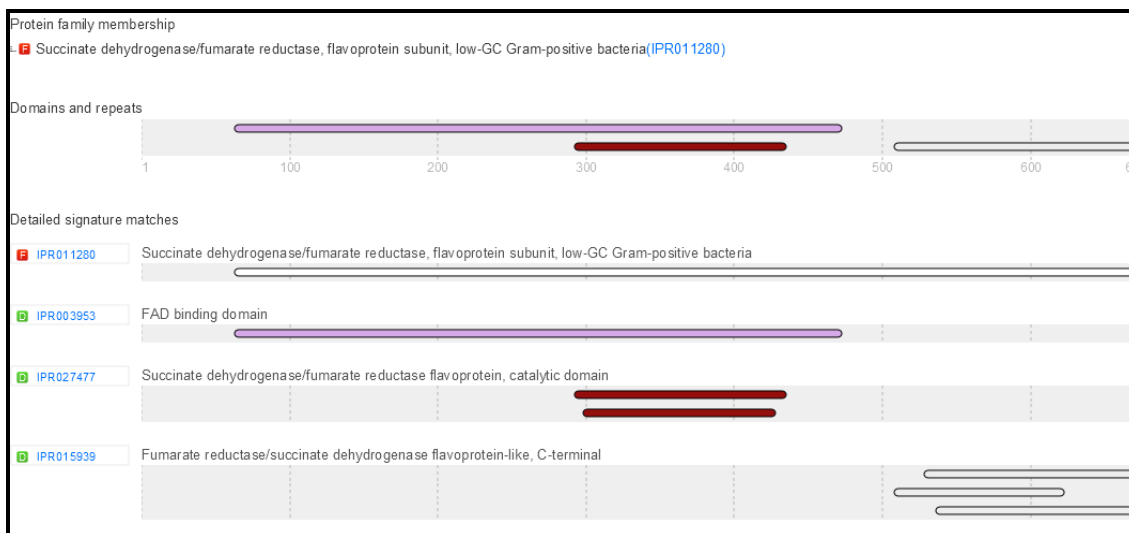 Protein family membership
F Succinate dehydrogenase/fumarate reductase, flavoprotein subunit, low-GC Gram-positive bacteria(IPR011280)
Domains and repeats
1 100 200 300 400 500 600
Detailed signature matches
F IPR011280 Succinate dehydrogenase/fumarate reductase, flavoprotein subunit, low-GC Gram-positive bacteria
D IPR003953 FAD binding domain
D IPR027477 Succinate dehydrogenase/fumarate reductase flavoprotein, catalytic domain
D IPR015939 Fumarate reductase/succinate dehydrogenase flavoprotein-like, C-terminal